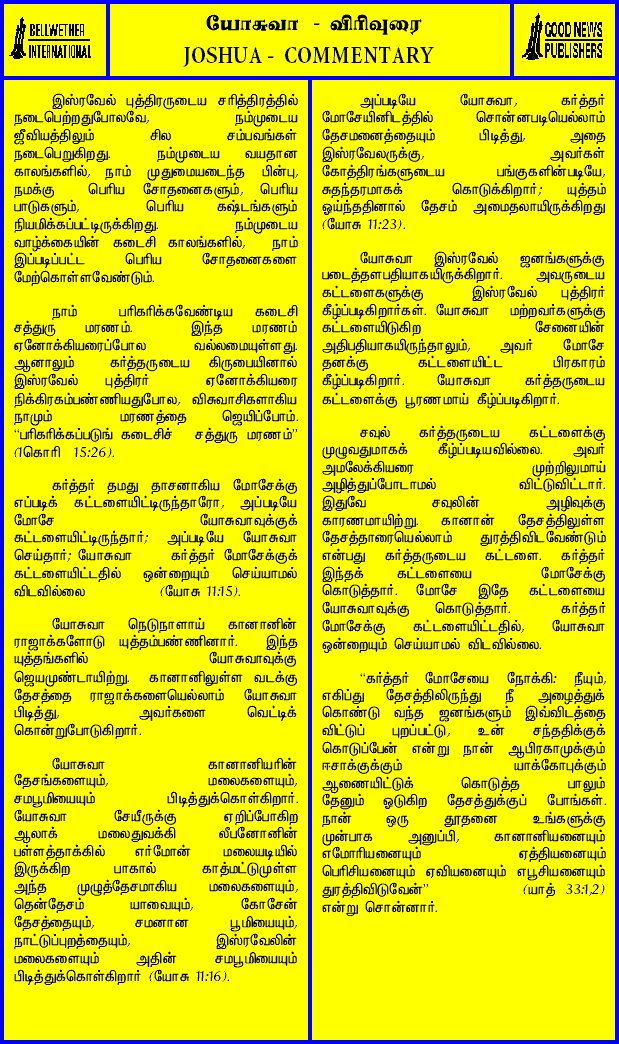 BELLWETHER
INTERNATIONAL
யோசுவா - விரிவுரை
JOSHUA - COMMENTARY
GOOD NEWS
PUBLISHERS
இஸ்ரவேல் புத்திரருடைய சரித்திரத்தில்
நடைபெற்றதுபோலவே, நம்முடைய
ஜீவியத்திலும் சில சம்பவங்கள்
நடைபெறுகிறது. நம்முடைய வயதான
காலங்களில், நாம் முதுமையடைந்த பின்பு,
நமக்கு பெரிய சோதனைகளும், பெரிய
பாடுகளும், பெரிய கஷ்டங்களும்
நியமிக்கப்பட்டிருக்கிறது. நம்முடைய
வாழ்க்கையின் கடைசி காலங்களில், நாம்
இப்படிப்பட்ட பெரிய சோதனைகளை
மேற்கொள்ளவேண்டும்.
நாம் பரிகரிக்கவேண்டிய கடைசி
சத்துரு மரணம். இந்த மரணம்
ஏனோக்கியரைப்போல வல்லமையுள்ளது.
ஆனாலும் கர்த்தருடைய கிருபையினால்
இஸ்ரவேல் புத்திரர் ஏனோக்கியரை
நிக்கிரகம்பண்ணியதுபோல, விசுவாசிகளாகிய
நாமும் மரணத்தை ஜெயிப்போம்.
“பரிகரிக்கப்படுங் கடைசிச் சத்துரு மரணம்”
(1கொரி 15:26).
கர்த்தர் தமது தாசனாகிய மோசேக்கு
எப்படிக் கட்டளையிட்டிருந்தாரோ, அப்படியே
மோசே யோசுவாவுக்குக்
கட்டளையிட்டிருந்தார்; அப்படியே யோசுவா
செய்தார்; யோசுவா கர்த்தர் மோசேக்குக்
கட்டளையிட்டதில் ஒன்றையும் செய்யாமல்
விடவில்லை (யோசு 11:15).
யோசுவா நெடுநாளாய் கானானின்
ராஜாக்களோடு யுத்தம்பண்ணினார். இந்த
யுத்தங்களில் யோசுவாவுக்கு
ஜெயமுண்டாயிற்று. கானானிலுள்ள வடக்கு
தேசத்தை ராஜாக்களையெல்லாம் யோசுவா
பிடித்து, அவர்களை வெட்டிக்
கொன்றுபோடுகிறார்.
யோசுவா கானானியரின்
தேசங்களையும், மலைகளையும்,
சமபூமியையும் பிடித்துக்கொள்கிறார்.
யோசுவா சேயீருக்கு ஏறிப்போகிற
ஆலாக் மலைதுவக்கி லீபனோனின்
பள்ளத்தாக்கில் எர்மோன் மலையடியில்
இருக்கிற பாகால் காத்மட்டுமுள்ள
அந்த முழுத்தேசமாகிய மலைகளையும்,
தென்தேசம் யாவையும், கோசேன்
தேசத்தையும், சமனான பூமியையும்,
நாட்டுப்புறத்தையும், இஸ்ரவேலின்
மலைகளையும் அதின் சமபூமியையும்
பிடித்துக்கொள்கிறார் (யோசு 11:16).
அப்படியே யோசுவா, கர்த்தர்
மோசேயினிடத்தில் சொன்னபடியெல்லாம்
தேசமனைத்தையும் பிடித்து, அதை
இஸ்ரவேலருக்கு, அவர்கள்
கோத்திரங்களுடைய பங்குகளின்படியே,
சுதந்தரமாகக் கொடுக்கிறார்; யுத்தம்
ஓய்ந்ததினால் தேசம் அமைதலாயிருக்கிறது
(யோசு 11:23).
யோசுவா இஸ்ரவேல் ஜனங்களுக்கு
படைத்தளபதியாகயிருக்கிறார். அவருடைய
கட்டளைகளுக்கு இஸ்ரவேல் புத்திரர்
கீழ்ப்படிகிறார்கள். யோசுவா மற்றவர்களுக்கு
கட்டளையிடுகிற சேனையின்
அதிபதியாகயிருந்தாலும், அவர் மோசே
தனக்கு கட்டளையிட்ட பிரகாரம்
கீழ்ப்படிகிறார். யோசுவா கர்த்தருடைய
கட்டளைக்கு பூரணமாய் கீழ்ப்படிகிறார்.
சவுல் கர்த்தருடைய கட்டளைக்கு
முழுவதுமாகக் கீழ்ப்படியவில்லை. அவர்
அமலேக்கியரை முற்றிலுமாய்
அழித்துப்போடாமல் விட்டுவிட்டார்.
இதுவே சவுலின் அழிவுக்கு
காரணமாயிற்று. கானான் தேசத்திலுள்ள
தேசத்தாரையெல்லாம் துரத்திவிடவேண்டும்
என்பது கர்த்தருடைய கட்டளை. கர்த்தர்
இந்தக் கட்டளையை மோசேக்கு
கொடுத்தார். மோசே இதே கட்டளையை
யோசுவாவுக்கு கொடுத்தார். கர்த்தர்
மோசேக்கு கட்டளையிட்டதில், யோசுவா
ஒன்றையும் செய்யாமல் விடவில்லை.
“கர்த்தர் மோசேயை நோக்கி: நீயும்,
எகிப்து தேசத்திலிருந்து நீ அழைத்துக்
கொண்டு வந்த ஜனங்களும் இவ்விடத்தை
விட்டுப் புறப்பட்டு, உன் சந்ததிக்குக்
கொடுப்பேன் என்று நான் ஆபிரகாமுக்கும்
ஈசாக்குக்கும் யாக்கோபுக்கும்
ஆணையிட்டுக் கொடுத்த பாலும்
தேனும் ஓடுகிற தேசத்துக்குப் போங்கள்.
நான் ஒரு தூதனை உங்களுக்கு
முன்பாக அனுப்பி, கானானியனையும்
எமோரியனையும் ஏத்தியனையும்
பெரிசியனையும் ஏவியனையும் எபூசியனையும்
துரத்திவிடுவேன்” (யாத் 33:1,2)
என்று சொன்னார்.